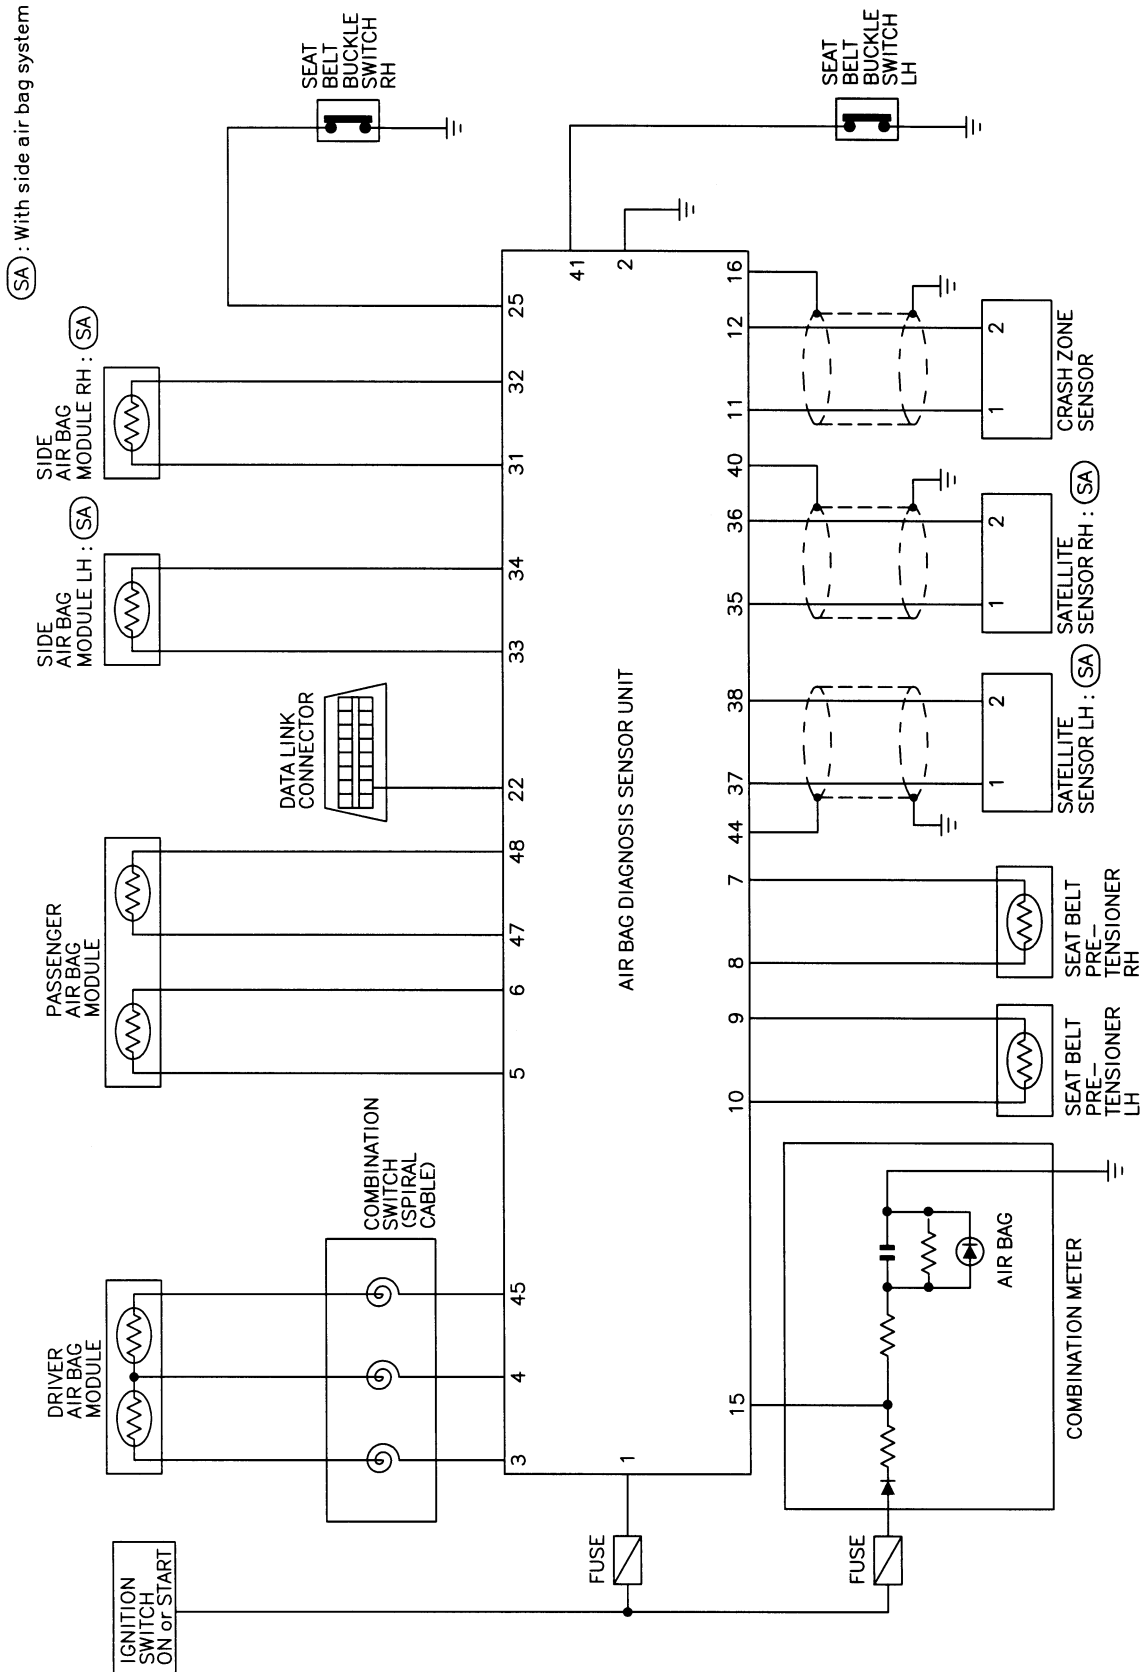 IGNITION
SWITCH
ON or START
FUSE
FUSE
DRIVER
AIR BAG
MODULE
COMBINATION
SWITCH
(SPIRAL
CABLE)
PASSENGER
AIR BAG
MODULE
DATA LINK
CONNECTOR
SIDE
AIR BAG
MODULE LH : SA
SIDE
AIR BAG
MODULE RH : SA
SA : With side air bag system
SEAT
BELT
BUCKLE
SWITCH
RH
SEAT
BELT
BUCKLE
SWITCH
LH
3 4 45 5 6 47 48 22 33 34 31 32 25
1
AIR BAG DIAGNOSIS SENSOR UNIT
41
2
15 10 9 8 7 44 37 38 35 36 40 11 12 16
AIR BAG
COMBINATION METER
SEAT BELT
PRE–
TENSIONER
LH
SEAT BELT
PRE–
TENSIONER
RH
1 2
SATELLITE
SENSOR LH : SA
1 2
SATELLITE
SENSOR RH : SA
1 2
CRASH ZONE
SENSOR